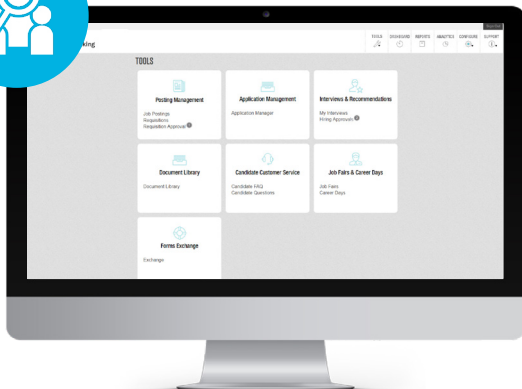 king
TOOLS DASHBOARD REPORTS ANALYTICS CONFIGURE SUPPORT
TOOLS
Posting Management
Job Postings
Requisitions
Requisition Approval
Application Management
Application Manager
Interviews & Recommendations
My Interviews
Hiring Approvals
Document Library
Document Library
Candidate Customer Service
Candidate FAQ
Candidate Questions
Job Fairs & Career Days
Job Fairs
Career Days
Forms Exchange
Exchange